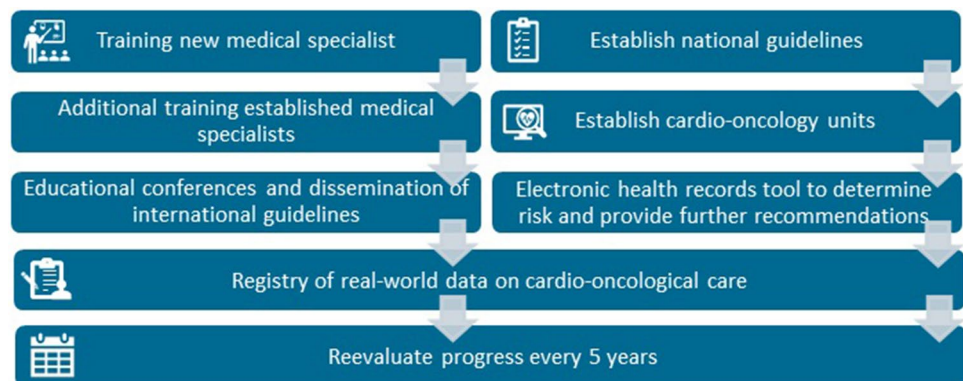 Training new medical specialist
Establish national guidelines
Additional training established medical
specialists
Establish cardio-oncology units
Educational conferences and dissemination of
international guidelines
Electronic health records tool to determine
risk and provide further recommendations
Registry of real-world data on cardio-oncological care
Reevaluate progress every 5 years